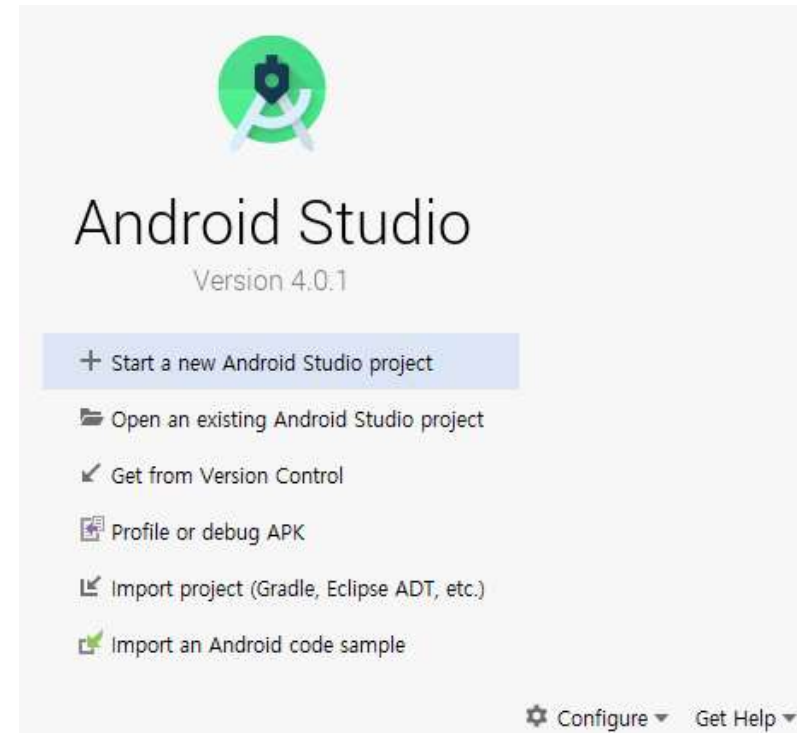 Android Studio
Version 4.0.1
Start a new Android Studio project
Open an existing Android Studio project
Get from Version Control
Profile or debug APK
Import project (Gradle, Eclipse ADT, etc.)
Import an Android code sample
Configure
Get Help